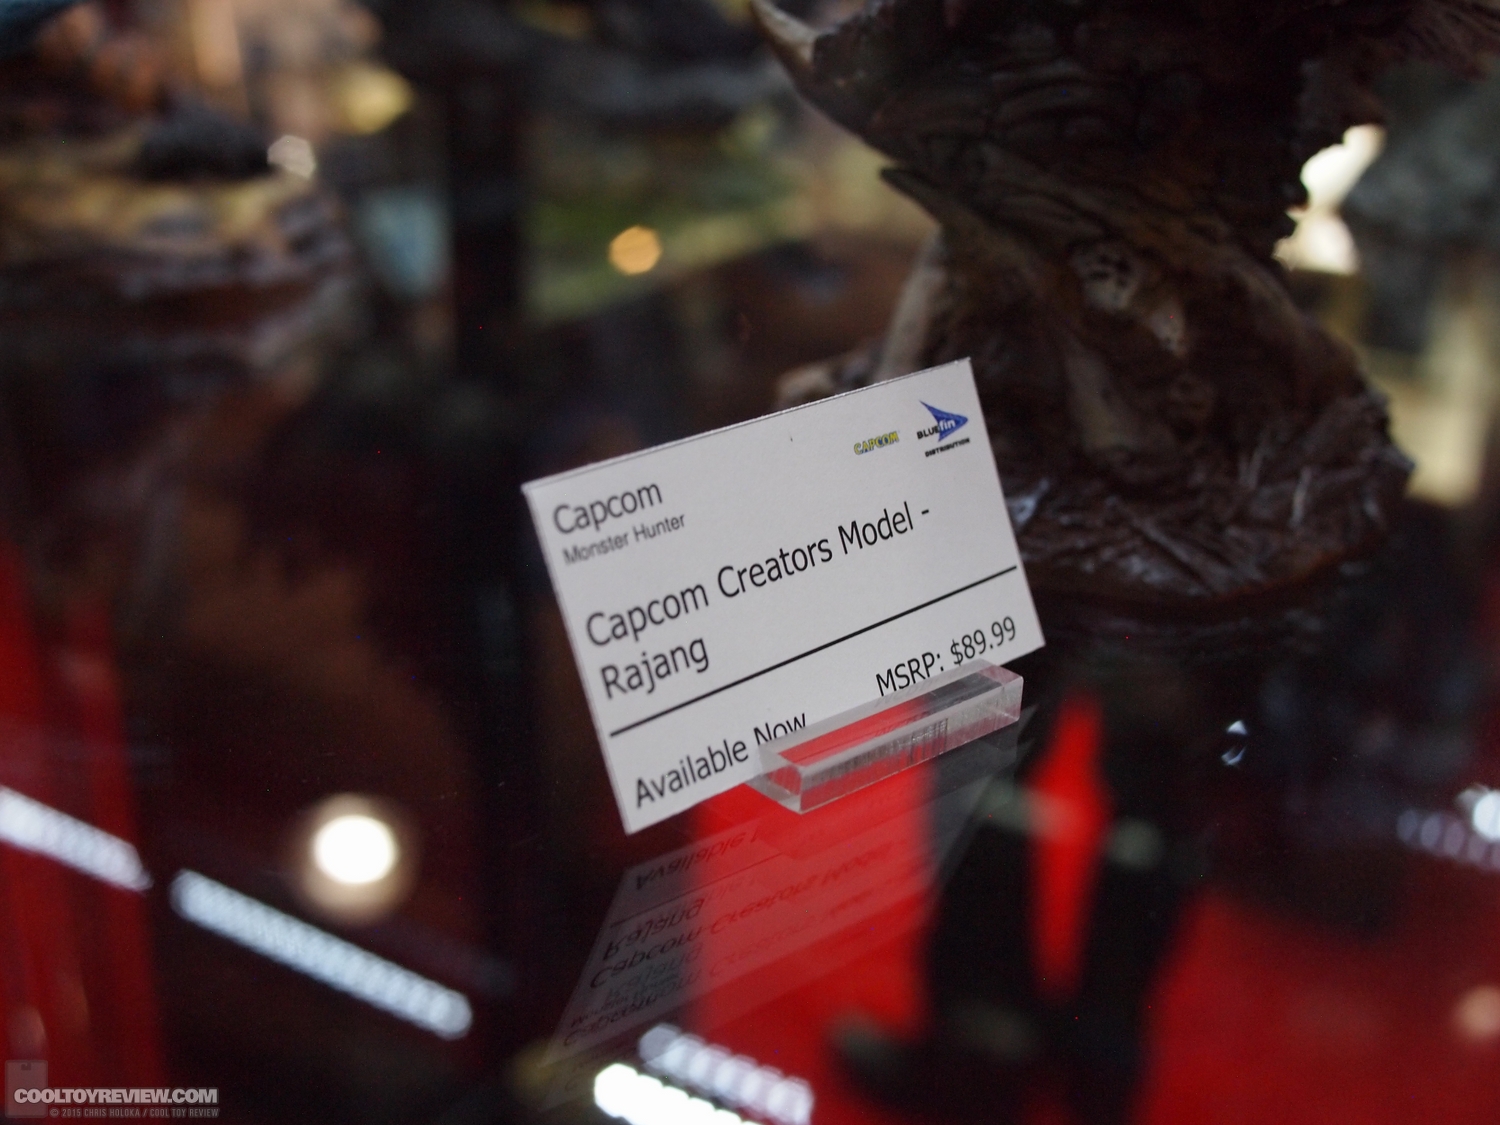 CAPCOM
BLUEfin
DISTRIBUTION
Capcom
Monster Hunter
Capcom Creators Model -
Rajang
Available Now
MSRP: $89.99
COOLTOYREVIEW.COM
© 2015 CHRIS HOLOKA / COOL TOY REVIEW